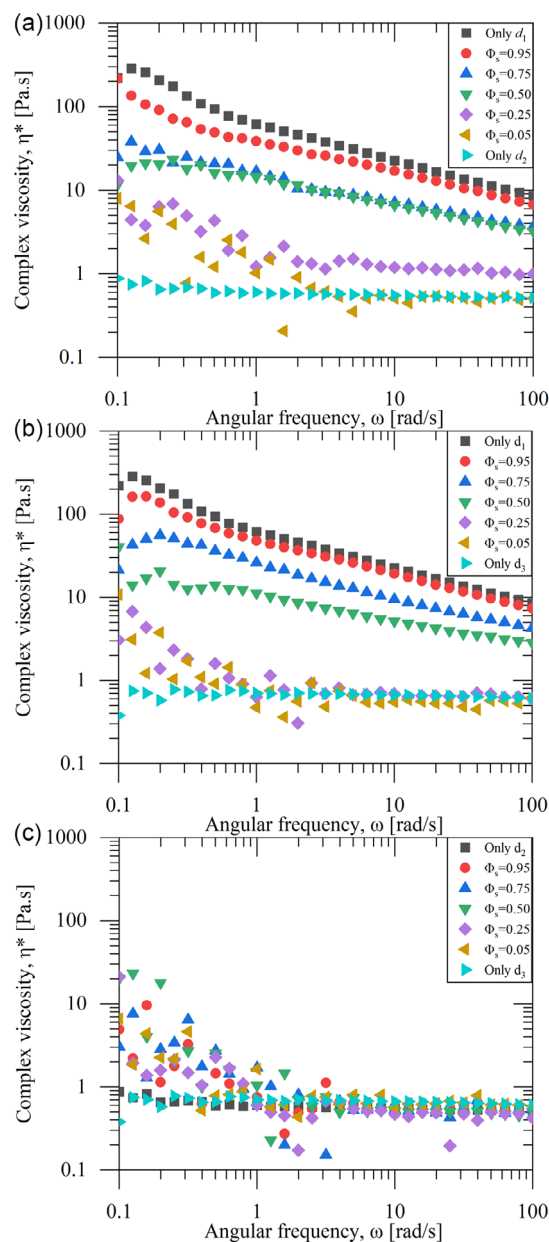 (a)
1000
100
10
1
0.1
Complex viscosity, η* [Pa.s]
Only d₁
Φₛ=0.95
Φₛ=0.75
Φₛ=0.50
Φₛ=0.25
Φₛ=0.05
Only d₂
0.1 1 10 100
Angular frequency, ω [rad/s]
(b)
1000
100
10
1
0.1
Complex viscosity, η* [Pa.s]
Only d₁
Φₛ=0.95
Φₛ=0.75
Φₛ=0.50
Φₛ=0.25
Φₛ=0.05
Only d₃
0.1 1 10 100
Angular frequency, ω [rad/s]
(c)
1000
100
10
1
0.1
Complex viscosity, η* [Pa.s]
Only d₂
Φₛ=0.95
Φₛ=0.75
Φₛ=0.50
Φₛ=0.25
Φₛ=0.05
Only d₃
0.1 1 10 100
Angular frequency, ω [rad/s]